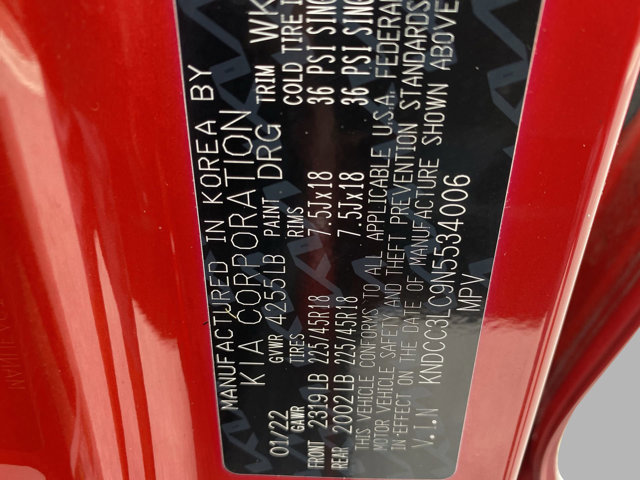 MANUFACTURED IN KOREA BY
KIA CORPORATION
01/22 GVWR 4255LB PAINT DRG TRIM WK
GAWR TIRES RIMS COLD TIRE I
FRONT 2319LB 225/45R18 7.5Jx18 36 PSI SING
REAR 2002LB 225/45R18 7.5Jx18 36 PSI SING
THIS VEHICLE CONFORMS TO ALL APPLICABLE U.S.A. FEDERAL
MOTOR VEHICLE SAFETY AND THEFT PREVENTION STANDARDS
IN EFFECT ON THE DATE OF MANUFACTURE SHOWN ABOVE
V.I.N KNDCC3LC9N5534006
MPV